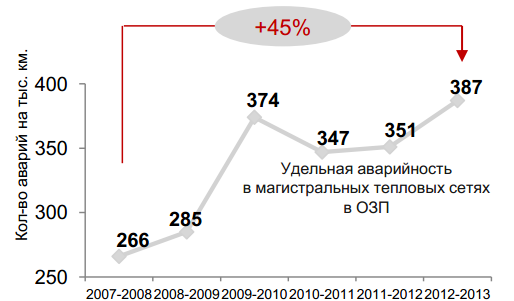 +45%
Кол-во аварий на тыс. км.
400
350
300
250
266
285
374
347
351
387
Удельная аварийность
в магистральных тепловых сетях
в ОЗП
2007-2008 2008-2009 2009-2010 2010-2011 2011-2012 2012-2013